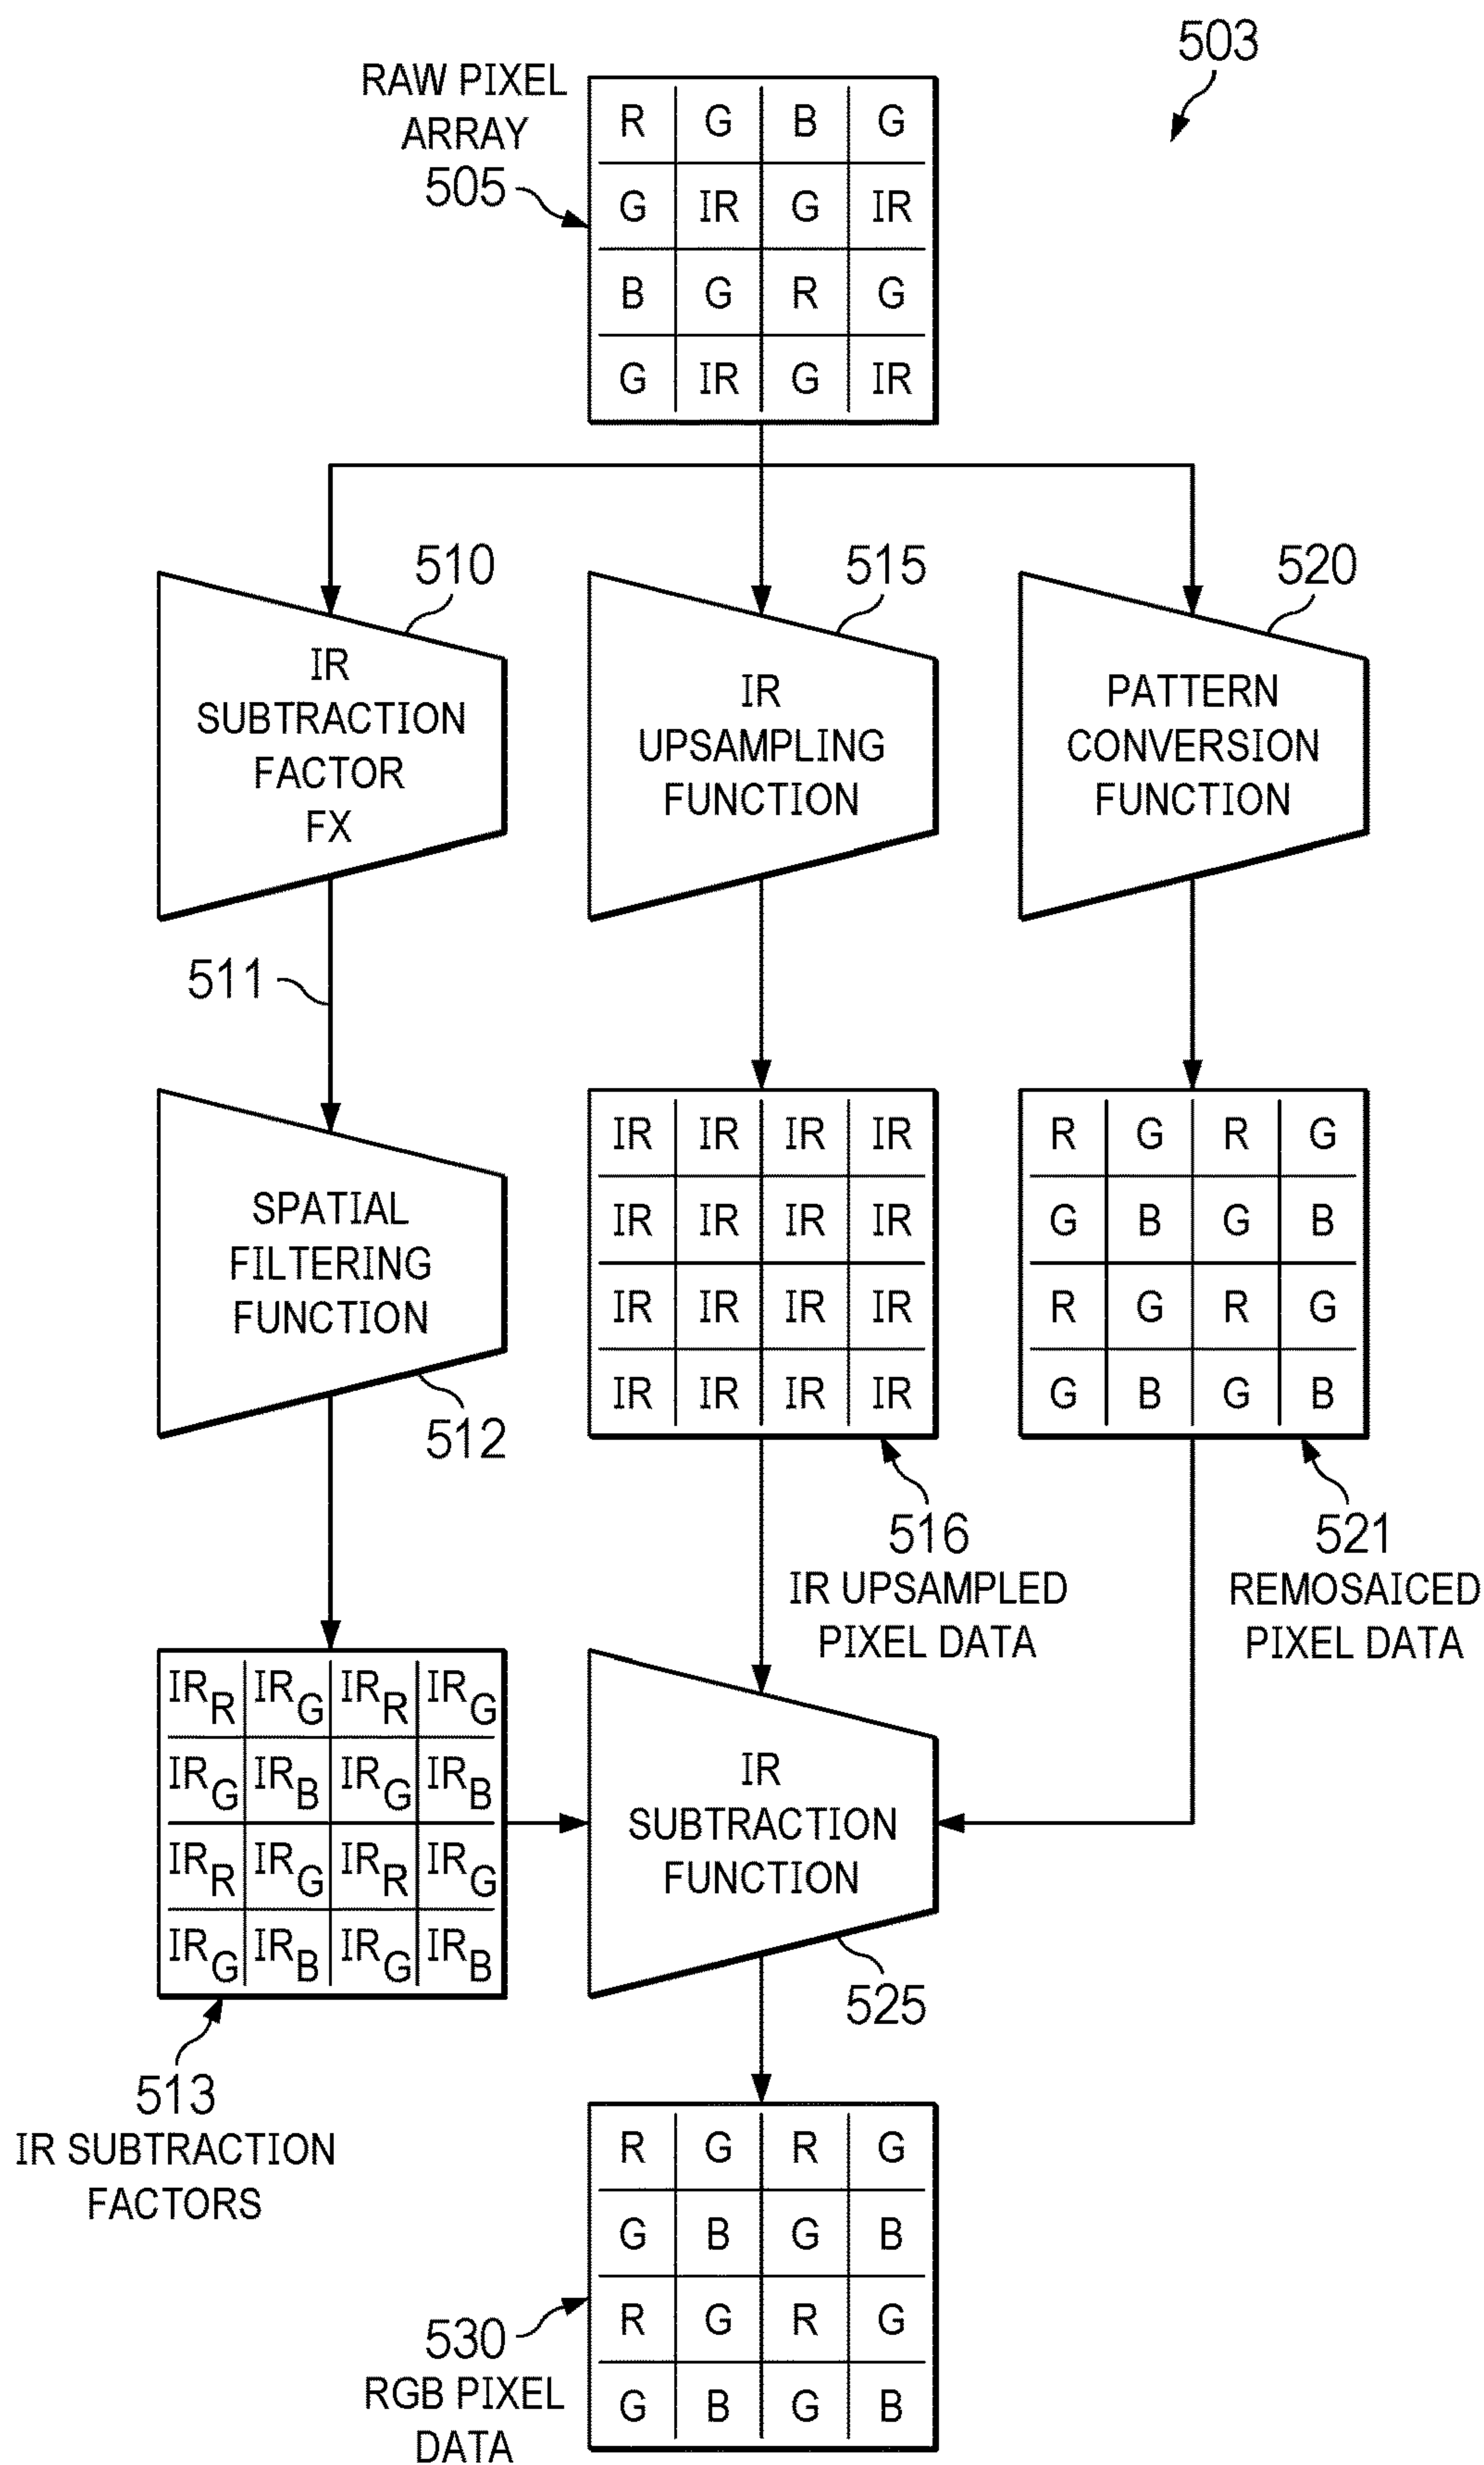 503
RAW PIXEL
ARRAY
505
R G B G
G IR G IR
B G R G
G IR G IR
510
IR
SUBTRACTION
FACTOR
FX
515
IR
UPSAMPLING
FUNCTION
520
PATTERN
CONVERSION
FUNCTION
511
SPATIAL
FILTERING
FUNCTION
512
IR IR IR IR
IR IR IR IR
IR IR IR IR
IR IR IR IR
516
IR UPSAMPLED
PIXEL DATA
R G R G
G B G B
R G R G
G B G B
521
REMOSAICED
PIXEL DATA
IRR IRG IRR IRG
IRG IRB IRG IRB
IRR IRG IRR IRG
IRG IRB IRG IRB
513
IR SUBTRACTION
FACTORS
IR
SUBTRACTION
FUNCTION
525
R G R G
G B G B
R G R G
G B G B
530
RGB PIXEL
DATA